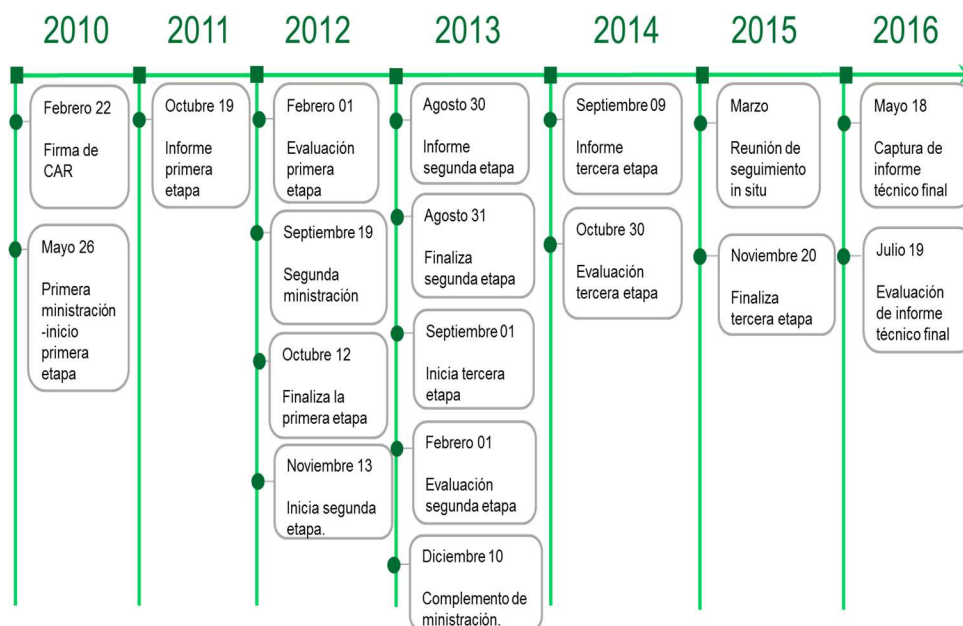 2010
2011
2012
2013
2014
2015
2016
Febrero 22
Firma de
CAR
Mayo 26
Primera
ministración
-inicio
primera
etapa
Octubre 19
Informe
primera
etapa
Febrero 01
Evaluación
primera
etapa
Septiembre 19
Segunda
ministración
Octubre 12
Finaliza la
primera etapa
Noviembre 13
Inicia segunda
etapa.
Agosto 30
Informe
segunda etapa
Agosto 31
Finaliza
segunda etapa
Septiembre 01
Inicia tercera
etapa
Febrero 01
Evaluación
segunda etapa
Diciembre 10
Complemento de
ministración.
Septiembre 09
Informe
tercera etapa
Octubre 30
Evaluación
tercera etapa
Marzo
Reunión de
seguimiento
in situ
Noviembre 20
Finaliza
tercera etapa
Mayo 18
Captura de
informe
técnico final
Julio 19
Evaluación
de informe
técnico final